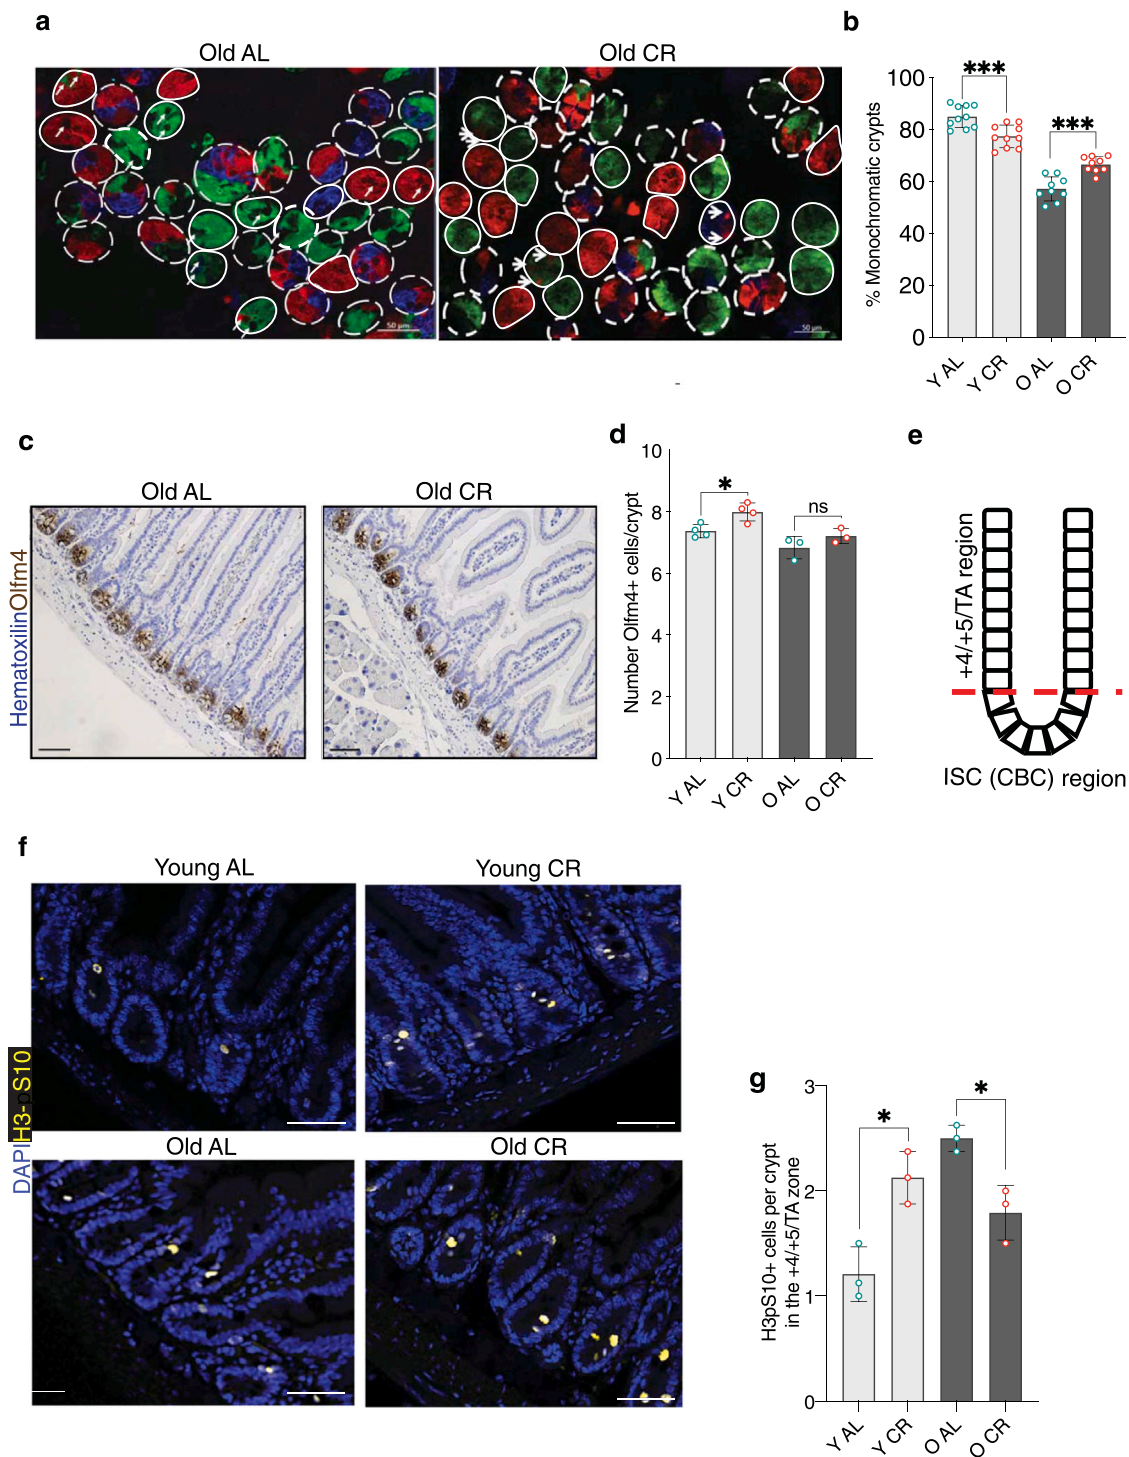 a
Old AL
Old CR
50 µm
50 µm
b
% Monochromatic crypts
100
80
60
40
20
0
***
***
Y AL
Y CR
O AL
O CR
c
Old AL
Old CR
HematoxilinOlfm4
d
Number Olfm4+ cells/crypt
10
8
6
4
2
0
*
ns
Y AL
Y CR
O AL
O CR
e
+4/+5/TA region
ISC (CBC) region
f
Young AL
Young CR
Old AL
Old CR
DAPIH3-pS10
g
H3pS10+ cells per crypt
in the +4/+5/TA zone
3
2
1
0
*
*
Y AL
Y CR
O AL
O CR